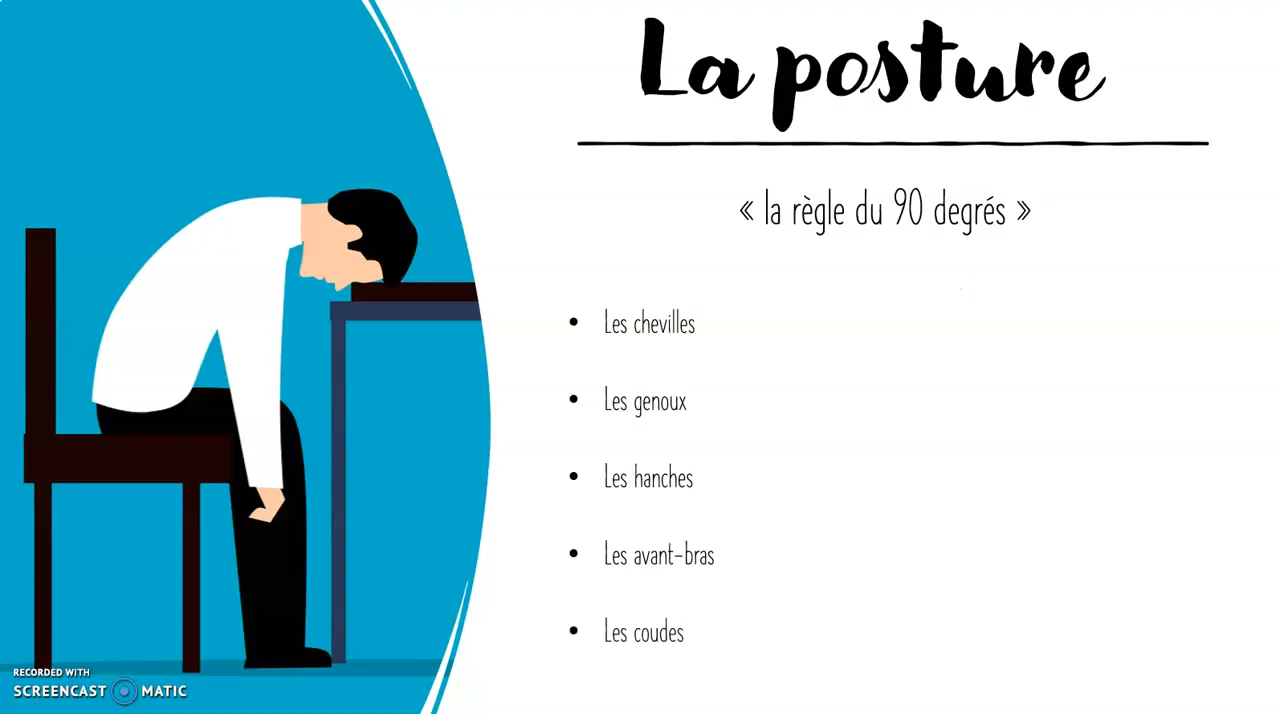 La posture
« la règle du 90 degrés »
• Les chevilles
• Les genoux
• Les hanches
• Les avant-bras
• Les coudes
RECORDED WITH
SCREENCAST MATIC